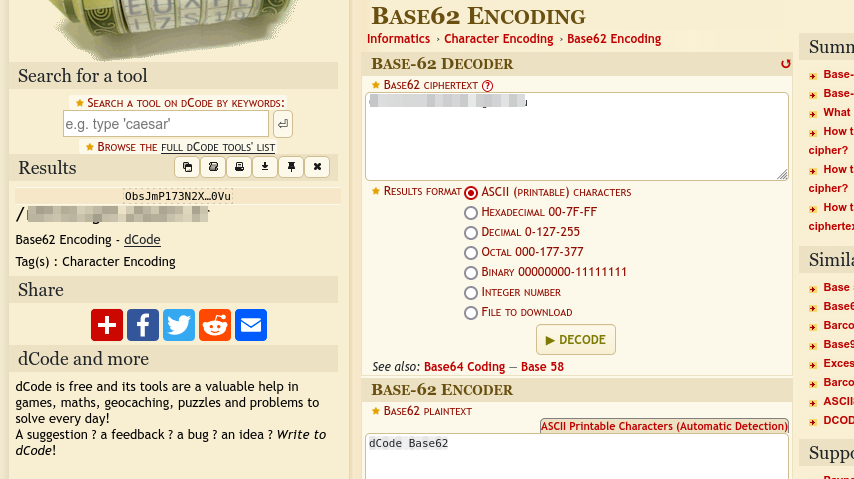 BASE62 ENCODING
Informatics › Character Encoding › Base62 Encoding
Search for a tool
★ SEARCH A TOOL ON DCODE BY KEYWORDS:
e.g. type 'caesar'
★ BROWSE THE FULL DCODE TOOLS' LIST
Results
ObsJmP173N2X…0Vu
Base62 Encoding - dCode
Tag(s) : Character Encoding
Share
dCode and more
dCode is free and its tools are a valuable help in
games, maths, geocaching, puzzles and problems to
solve every day!
A suggestion ? a feedback ? a bug ? an idea ? Write to
dCode!
BASE-62 DECODER
★ BASE62 CIPHERTEXT ?
★ RESULTS FORMAT ASCII (PRINTABLE) CHARACTERS
HEXADECIMAL 00-7F-FF
DECIMAL 0-127-255
OCTAL 000-177-377
BINARY 00000000-11111111
INTEGER NUMBER
FILE TO DOWNLOAD
▶ DECODE
See also: Base64 Coding — Base 58
BASE-62 ENCODER
★ BASE62 PLAINTEXT
ASCII Printable Characters (Automatic Detection)
dCode Base62
Base-
Base-
What
How t
cipher?
How t
cipher?
How t
ciphertex
Simila
Base
Base6
Barco
Base9
Exces
Barco
ASCII
DCOD
Suppo